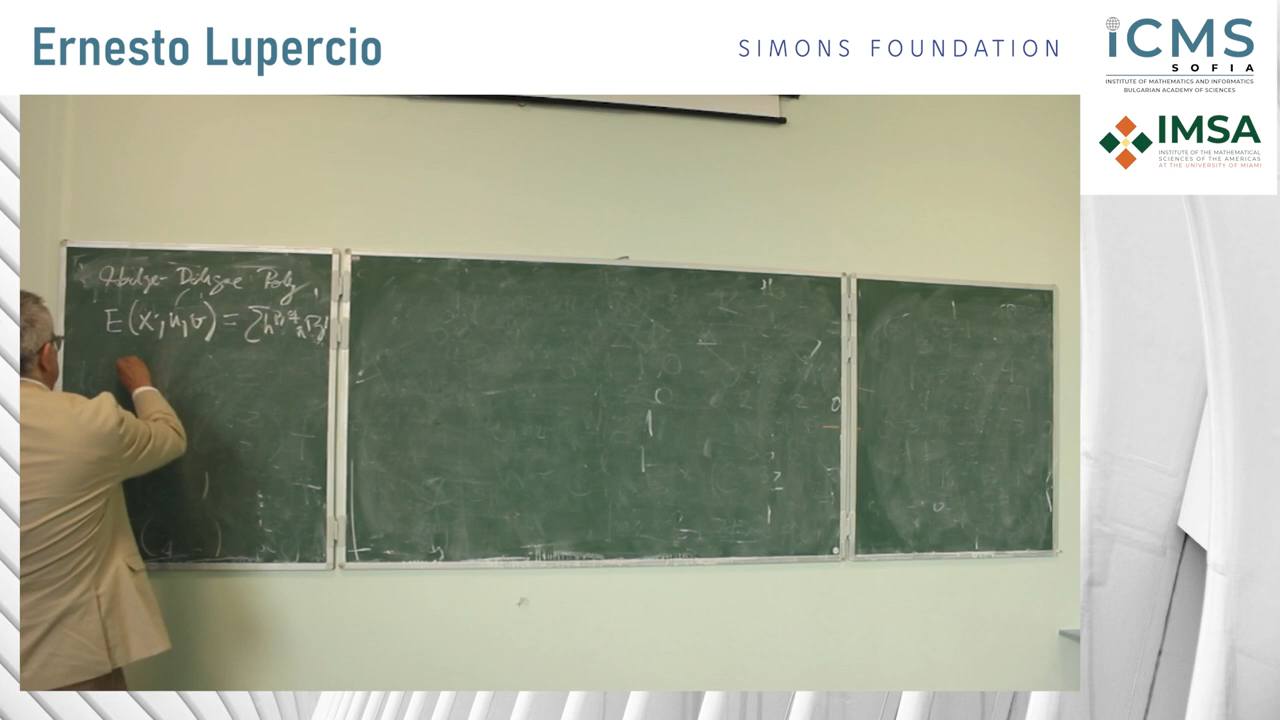 Ernesto Lupercio
SIMONS FOUNDATION
iCMS
SOFIA
INSTITUTE OF MATHEMATICS AND INFORMATICS
BULGARIAN ACADEMY OF SCIENCES
IMSA
INSTITUTE OF THE MATHEMATICAL
SCIENCES OF THE AMERICAS
AT THE UNIVERSITY OF MIAMI
Hodge-Deligne Poly
E(X;u,v) = Σh^{p,q}